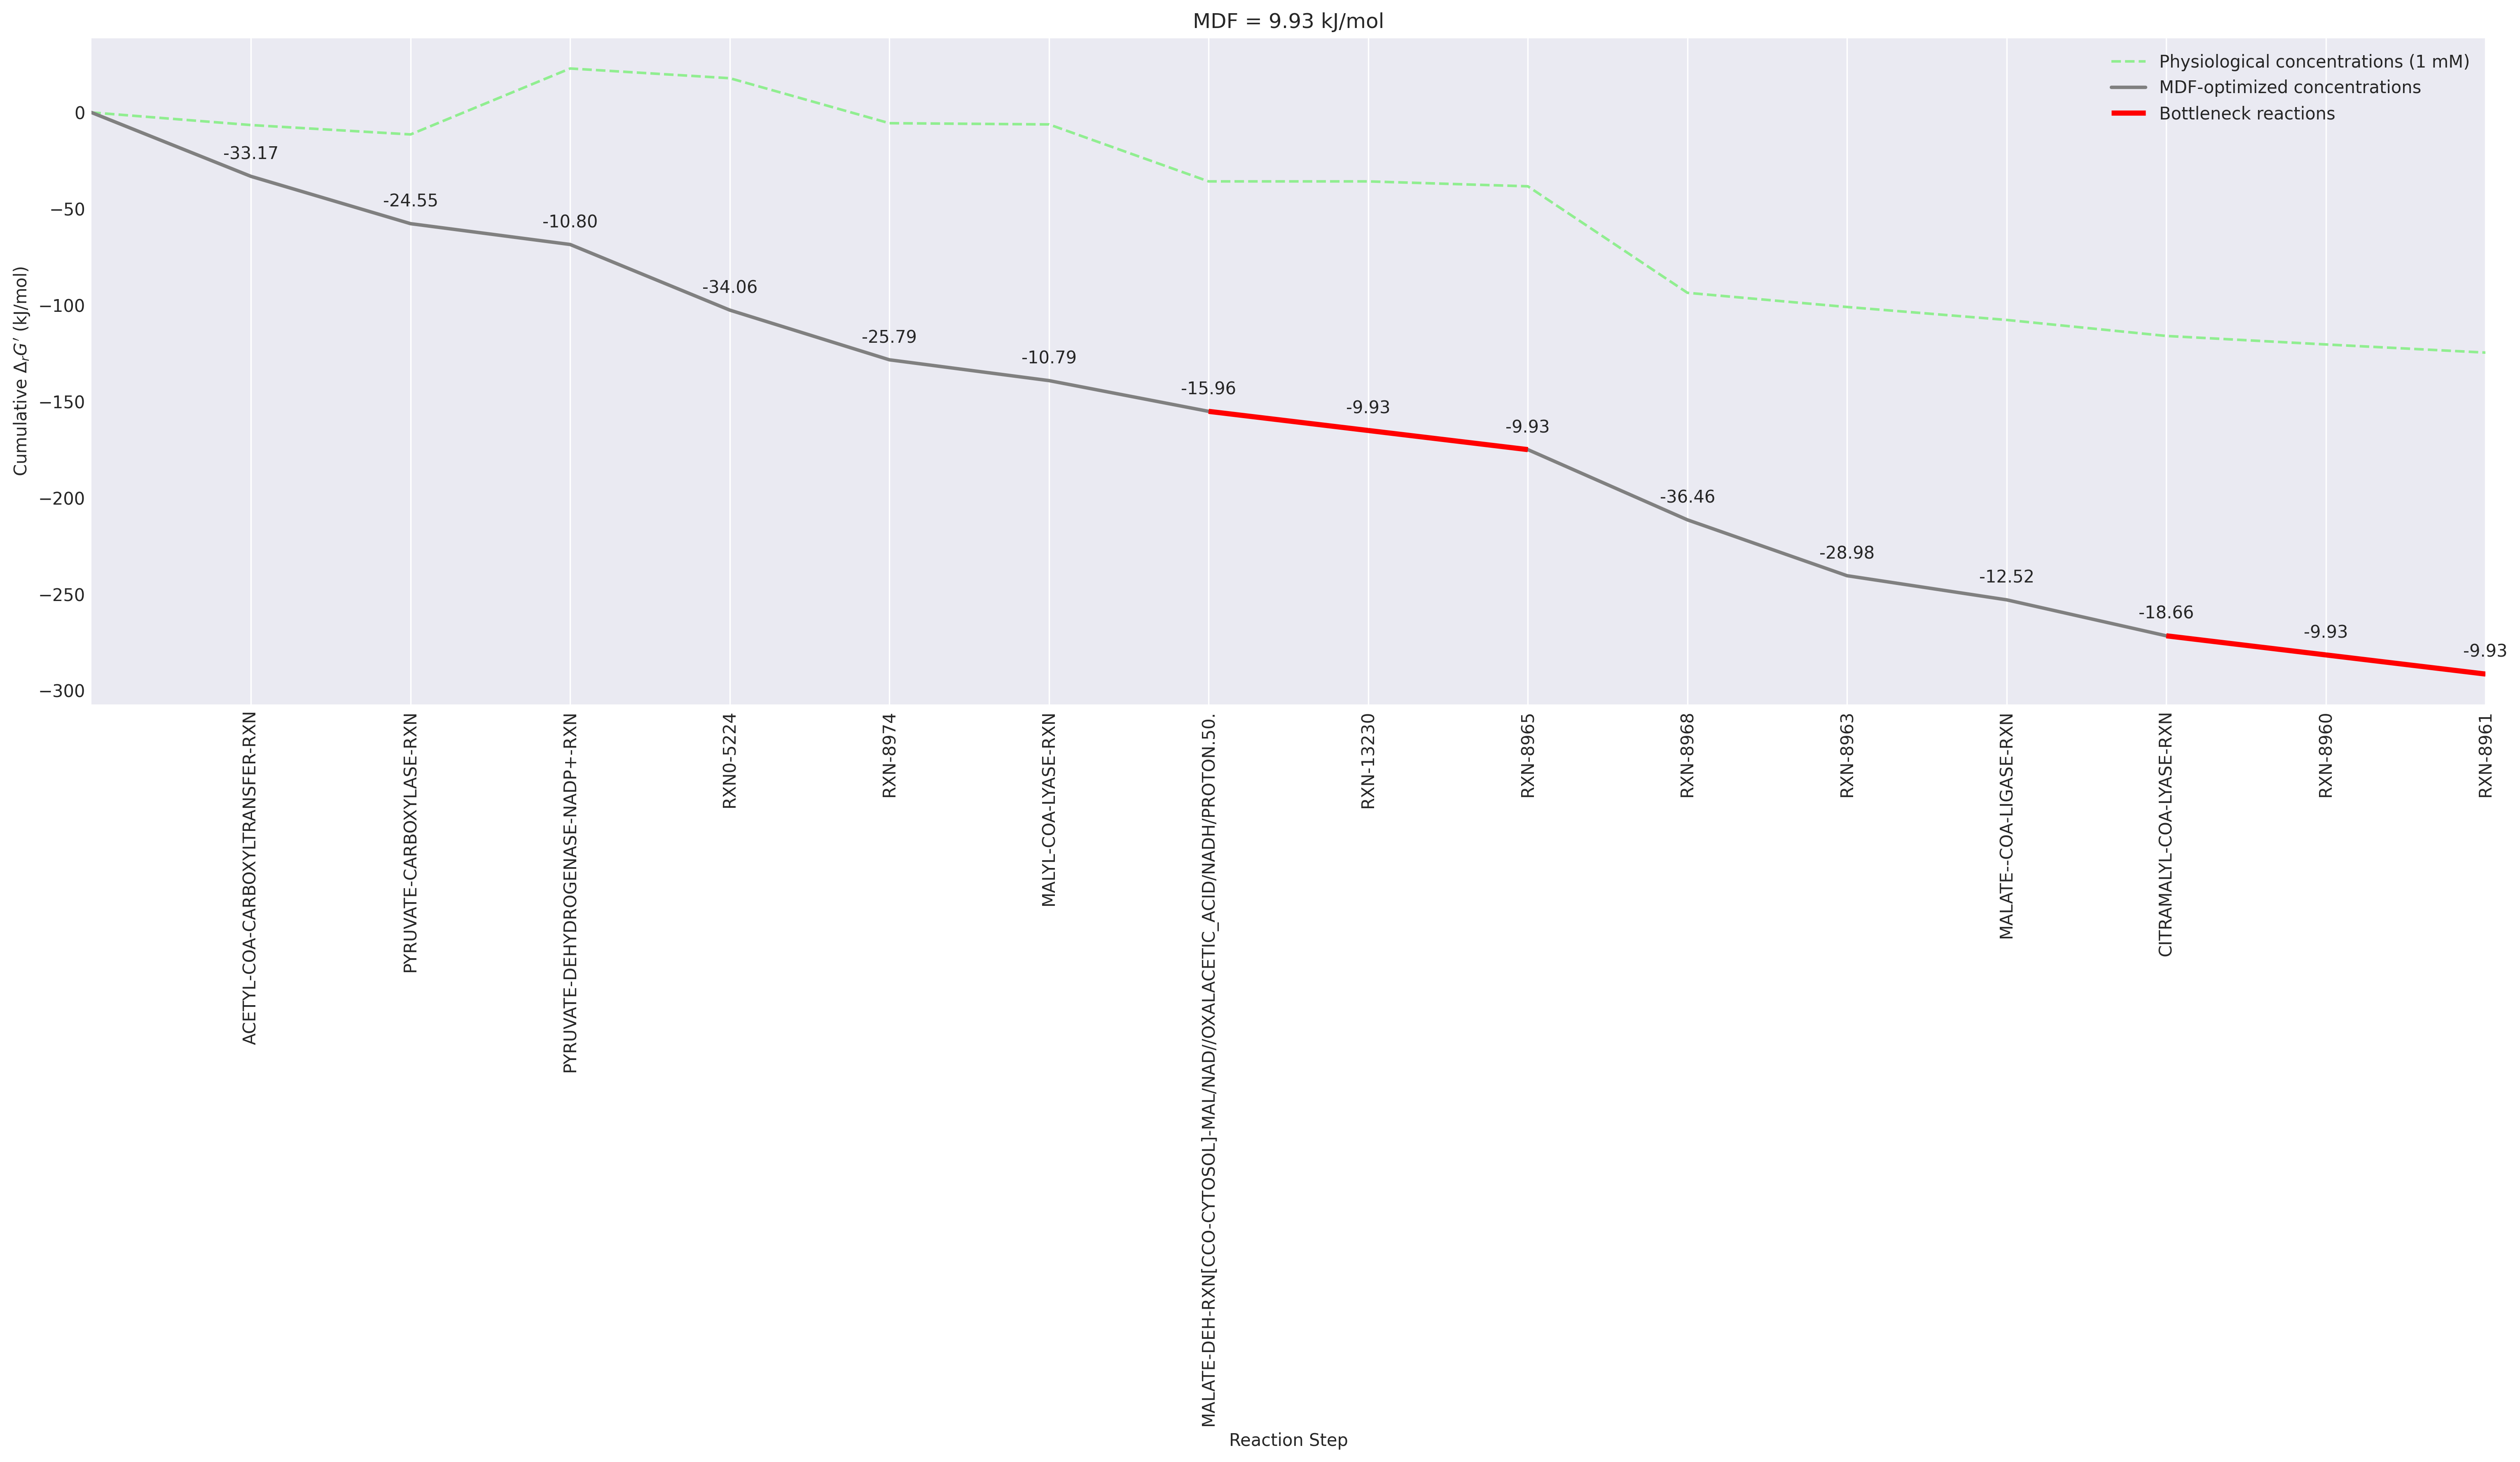 MDF = 9.93 kJ/mol
Physiological concentrations (1 mM)
MDF-optimized concentrations
Bottleneck reactions
Cumulative ΔrG′ (kJ/mol)
0
−50
−100
−150
−200
−250
−300
-33.17
-24.55
-10.80
-34.06
-25.79
-10.79
-15.96
-9.93
-9.93
-36.46
-28.98
-12.52
-18.66
-9.93
-9.93
ACETYL-COA-CARBOXYLTRANSFER-RXN
PYRUVATE-CARBOXYLASE-RXN
PYRUVATE-DEHYDROGENASE-NADP+-RXN
RXN0-5224
RXN-8974
MALYL-COA-LYASE-RXN
MALATE-DEH-RXN[CCO-CYTOSOL]-MAL/NAD//OXALACETIC_ACID/NADH/PROTON.50.
RXN-13230
RXN-8965
RXN-8968
RXN-8963
MALATE--COA-LIGASE-RXN
CITRAMALYL-COA-LYASE-RXN
RXN-8960
RXN-8961
Reaction Step